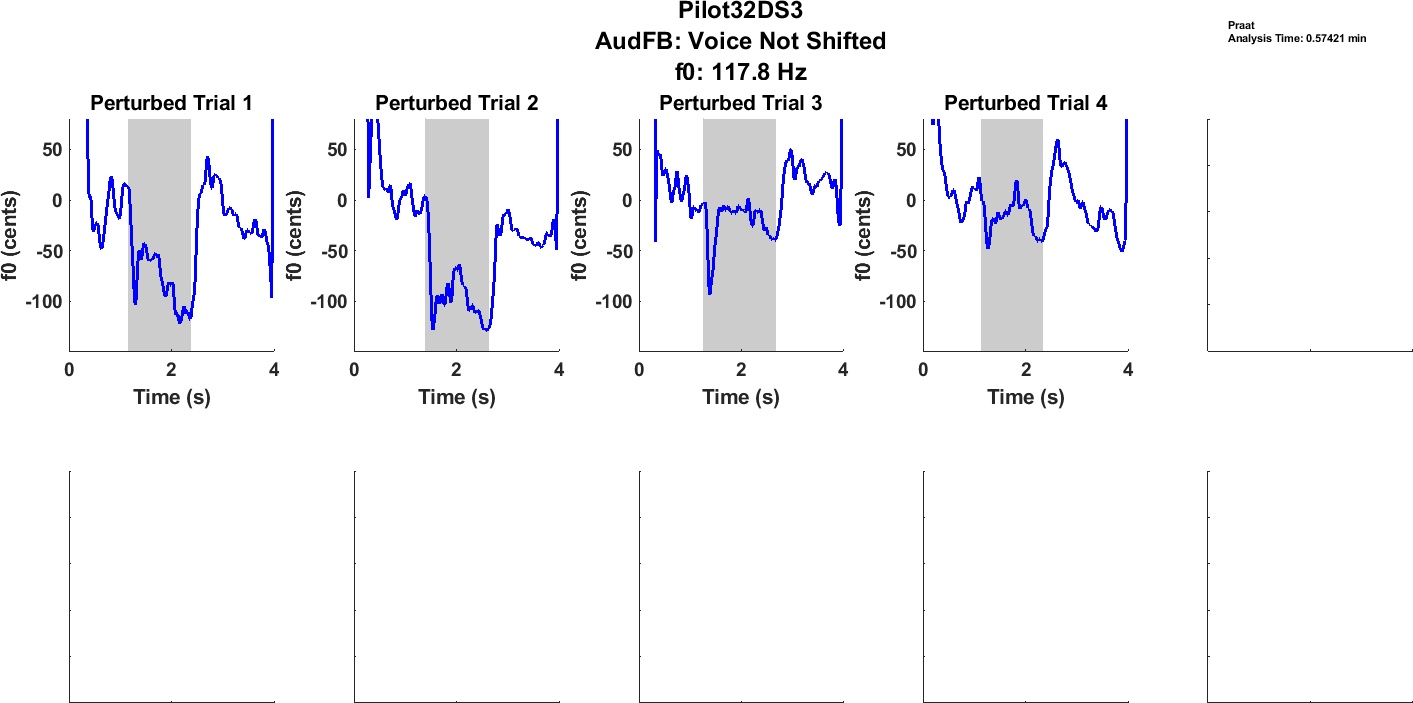 Pilot32DS3
AudFB: Voice Not Shifted
f0: 117.8 Hz
Praat
Analysis Time: 0.57421 min
Perturbed Trial 1
f0 (cents)
50
0
-50
-100
0
2
4
Time (s)
Perturbed Trial 2
f0 (cents)
50
0
-50
-100
0
2
4
Time (s)
Perturbed Trial 3
f0 (cents)
50
0
-50
-100
0
2
4
Time (s)
Perturbed Trial 4
f0 (cents)
50
0
-50
-100
0
2
4
Time (s)